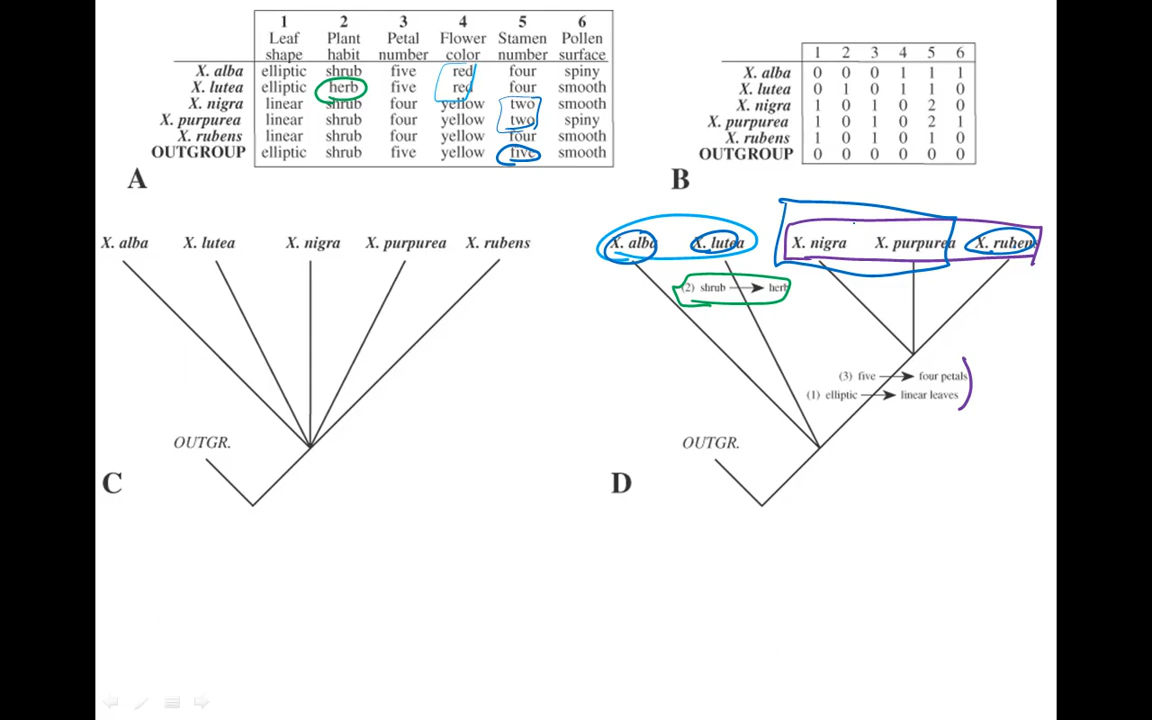 1 2 3 4 5 6
Leaf Plant Petal Flower Stamen Pollen
shape habit number color number surface
X. alba elliptic shrub five red four spiny
X. lutea elliptic herb five red four smooth
X. nigra linear shrub four yellow two smooth
X. purpurea linear shrub four yellow two spiny
X. rubens linear shrub four yellow four smooth
OUTGROUP elliptic shrub five yellow five smooth
A
1 2 3 4 5 6
X. alba 0 0 0 1 1 1
X. lutea 0 1 0 1 1 0
X. nigra 1 0 1 0 2 0
X. purpurea 1 0 1 0 2 1
X. rubens 1 0 1 0 1 0
OUTGROUP 0 0 0 0 0 0
B
X. alba X. lutea X. nigra X. purpurea X. rubens
OUTGR.
C
X. alba X. lutea X. nigra X. purpurea X. rubens
(2) shrub herb
(3) five four petals
(1) elliptic linear leaves
OUTGR.
D